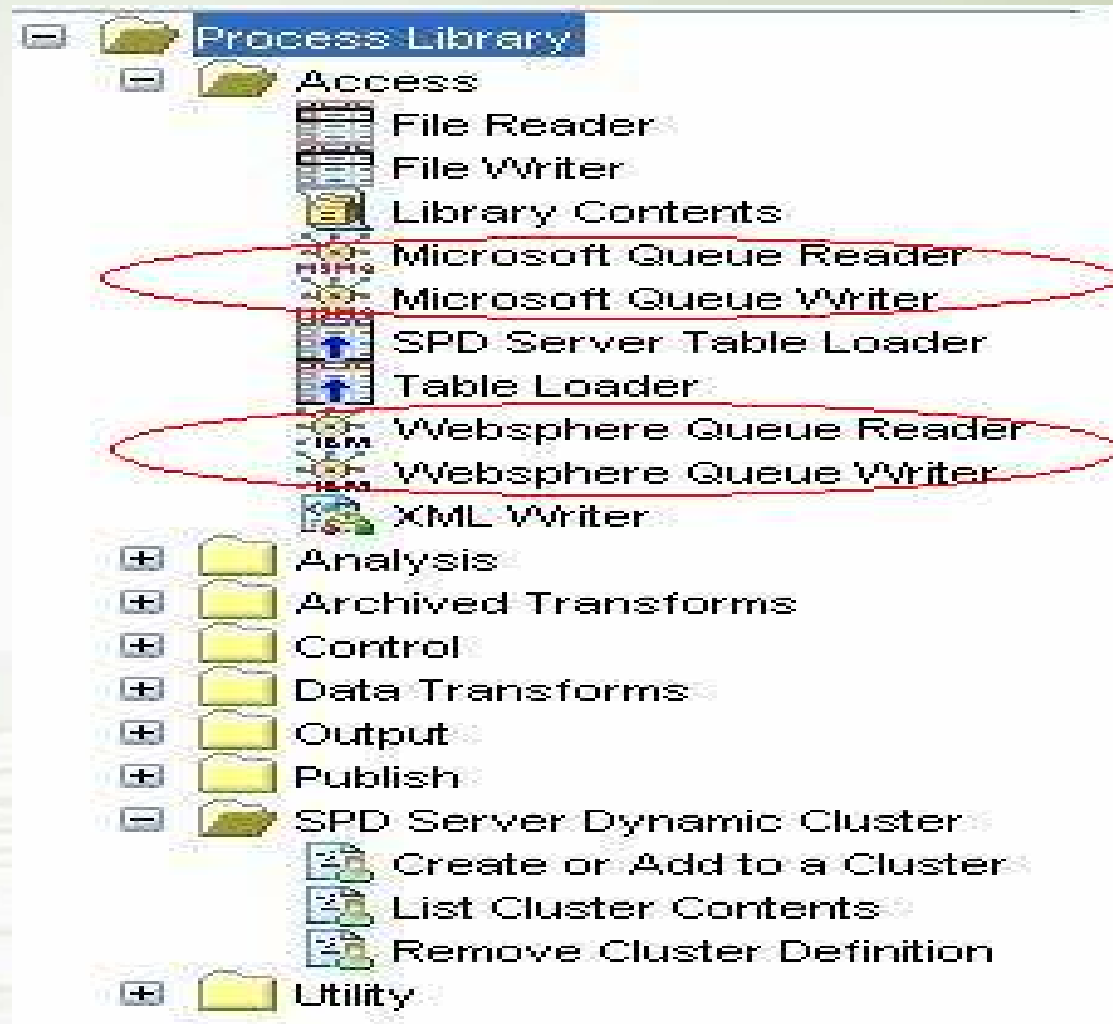 Process Library
Access
File Reader
File Writer
Library Contents
Microsoft Queue Reader
Microsoft Queue Writer
SPD Server Table Loader
Table Loader
Websphere Queue Reader
Websphere Queue Writer
XML Writer
Analysis
Archived Transforms
Control
Data Transforms
Output
Publish
SPD Server Dynamic Cluster
Create or Add to a Cluster
List Cluster Contents
Remove Cluster Definition
Utility